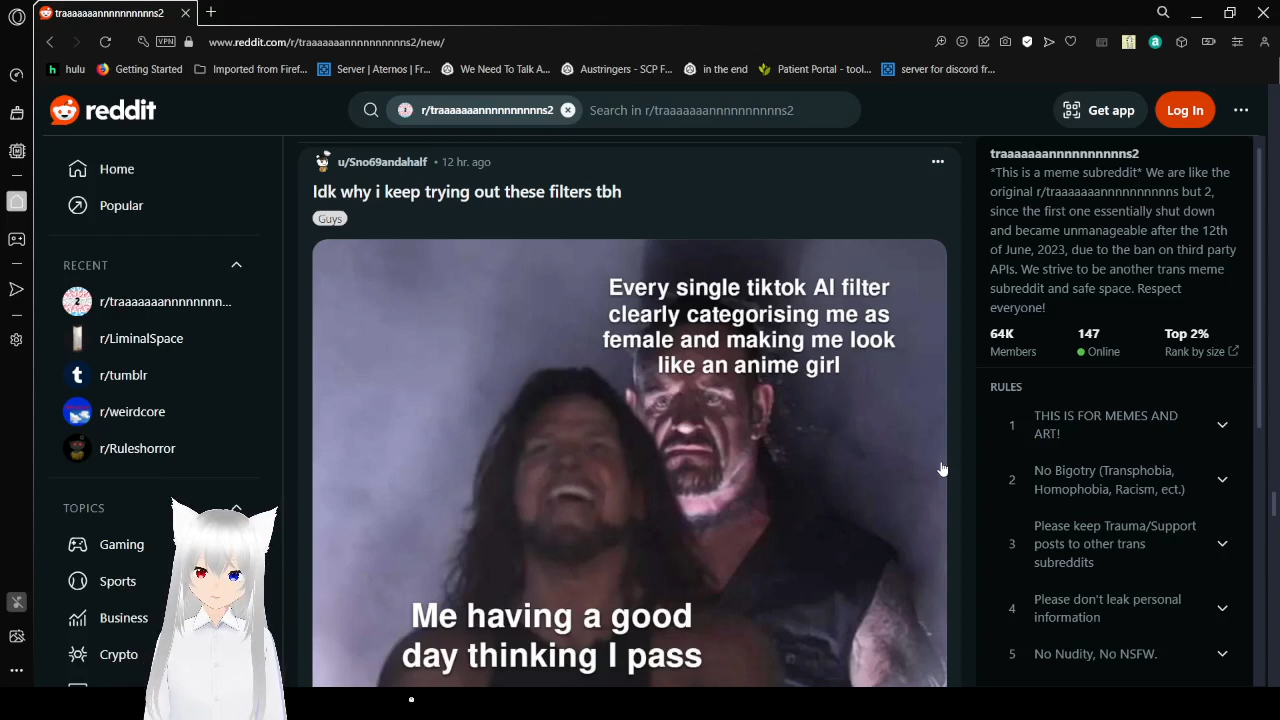 traaaaaaannnnnnnnnns2
VPN
www.reddit.com/r/traaaaaaannnnnnnnnns2/new/
hulu
Getting Started
Imported from Firef...
Server | Aternos | Fr...
We Need To Talk A...
Austringers - SCP F...
in the end
Patient Portal - tool...
server for discord fr...
reddit
r/traaaaaaannnnnnnnnns2
Search in r/traaaaaaannnnnnnnnns2
Get app
Log In
Home
Popular
RECENT
r/traaaaaaannnnnnnn...
r/LiminalSpace
r/tumblr
r/weirdcore
r/Ruleshorror
TOPICS
Gaming
Sports
Business
Crypto
u/Sno69andahalf • 12 hr. ago
Idk why i keep trying out these filters tbh
Guys
Every single tiktok AI filter
clearly categorising me as
female and making me look
like an anime girl
Me having a good
day thinking I pass
traaaaaaannnnnnnnnns2
*This is a meme subreddit* We are like the
original r/traaaaaaannnnnnnnnns but 2,
since the first one essentially shut down
and became unmanageable after the 12th
of June, 2023, due to the ban on third party
APIs. We strive to be another trans meme
subreddit and safe space. Respect
everyone!
64K 147 Top 2%
Members Online Rank by size
RULES
1 THIS IS FOR MEMES AND
ART!
2 No Bigotry (Transphobia,
Homophobia, Racism, ect.)
3 Please keep Trauma/Support
posts to other trans
subreddits
4 Please don't leak personal
information
5 No Nudity, No NSFW.